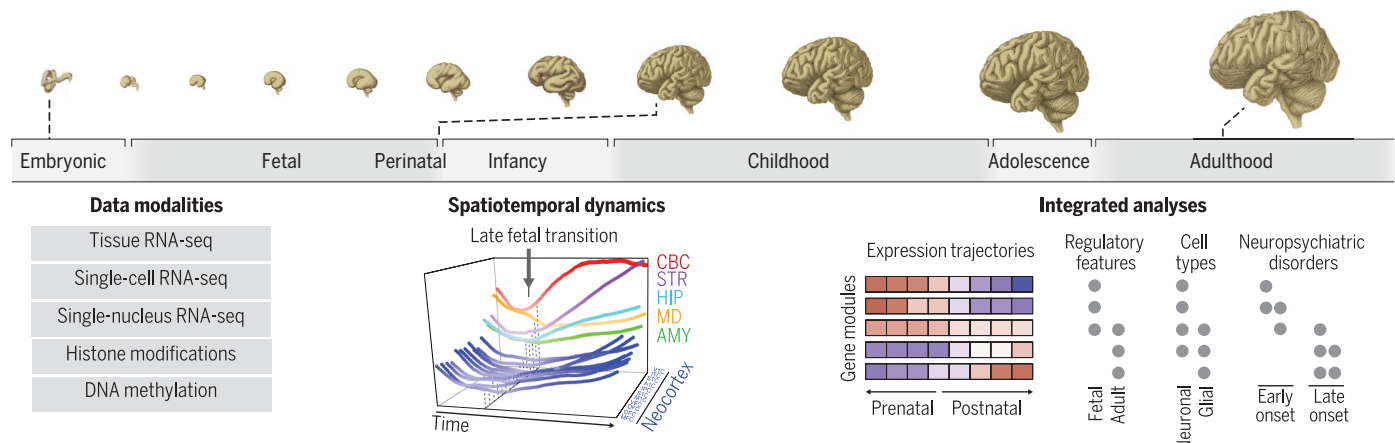 Embryonic
Fetal
Perinatal
Infancy
Childhood
Adolescence
Adulthood
Data modalities
Tissue RNA-seq
Single-cell RNA-seq
Single-nucleus RNA-seq
Histone modifications
DNA methylation
Spatiotemporal dynamics
Late fetal transition
CBC
STR
HIP
MD
AMY
Neocortex
Time
Integrated analyses
Expression trajectories
Gene modules
Prenatal
Postnatal
Regulatory
features
Fetal
Adult
Cell
types
Neuronal
Glial
Neuropsychiatric
disorders
Early
onset
Late
onset